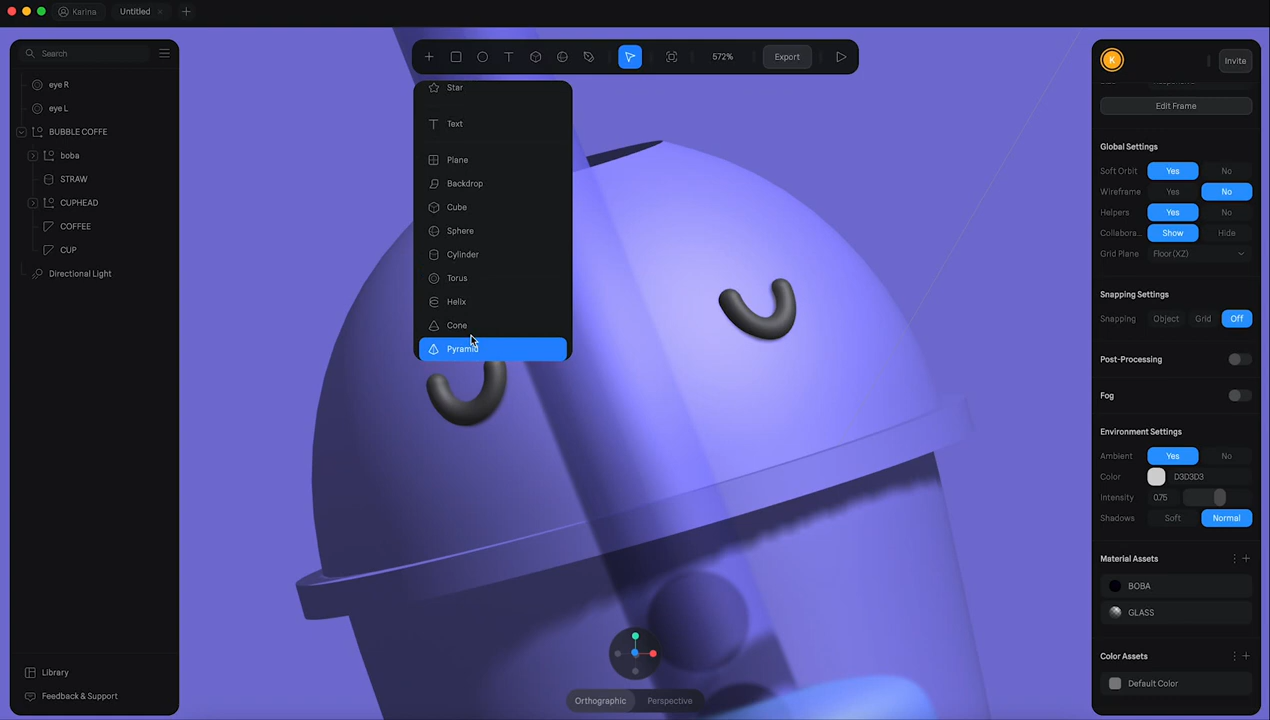 Karina
Untitled
Search
eye R
eye L
BUBBLE COFFE
boba
STRAW
CUPHEAD
COFFEE
CUP
Directional Light
Library
Feedback & Support
572%
Export
Star
Text
Plane
Backdrop
Cube
Sphere
Cylinder
Torus
Helix
Cone
Pyramid
Orthographic
Perspective
K
Invite
Edit Frame
Global Settings
Soft Orbit Yes No
Wireframe Yes No
Helpers Yes No
Collabora... Show Hide
Grid Plane Floor(XZ)
Snapping Settings
Snapping Object Grid Off
Post-Processing
Fog
Environment Settings
Ambient Yes No
Color D3D3D3
Intensity 0.75
Shadows Soft Normal
Material Assets
BOBA
GLASS
Color Assets
Default Color